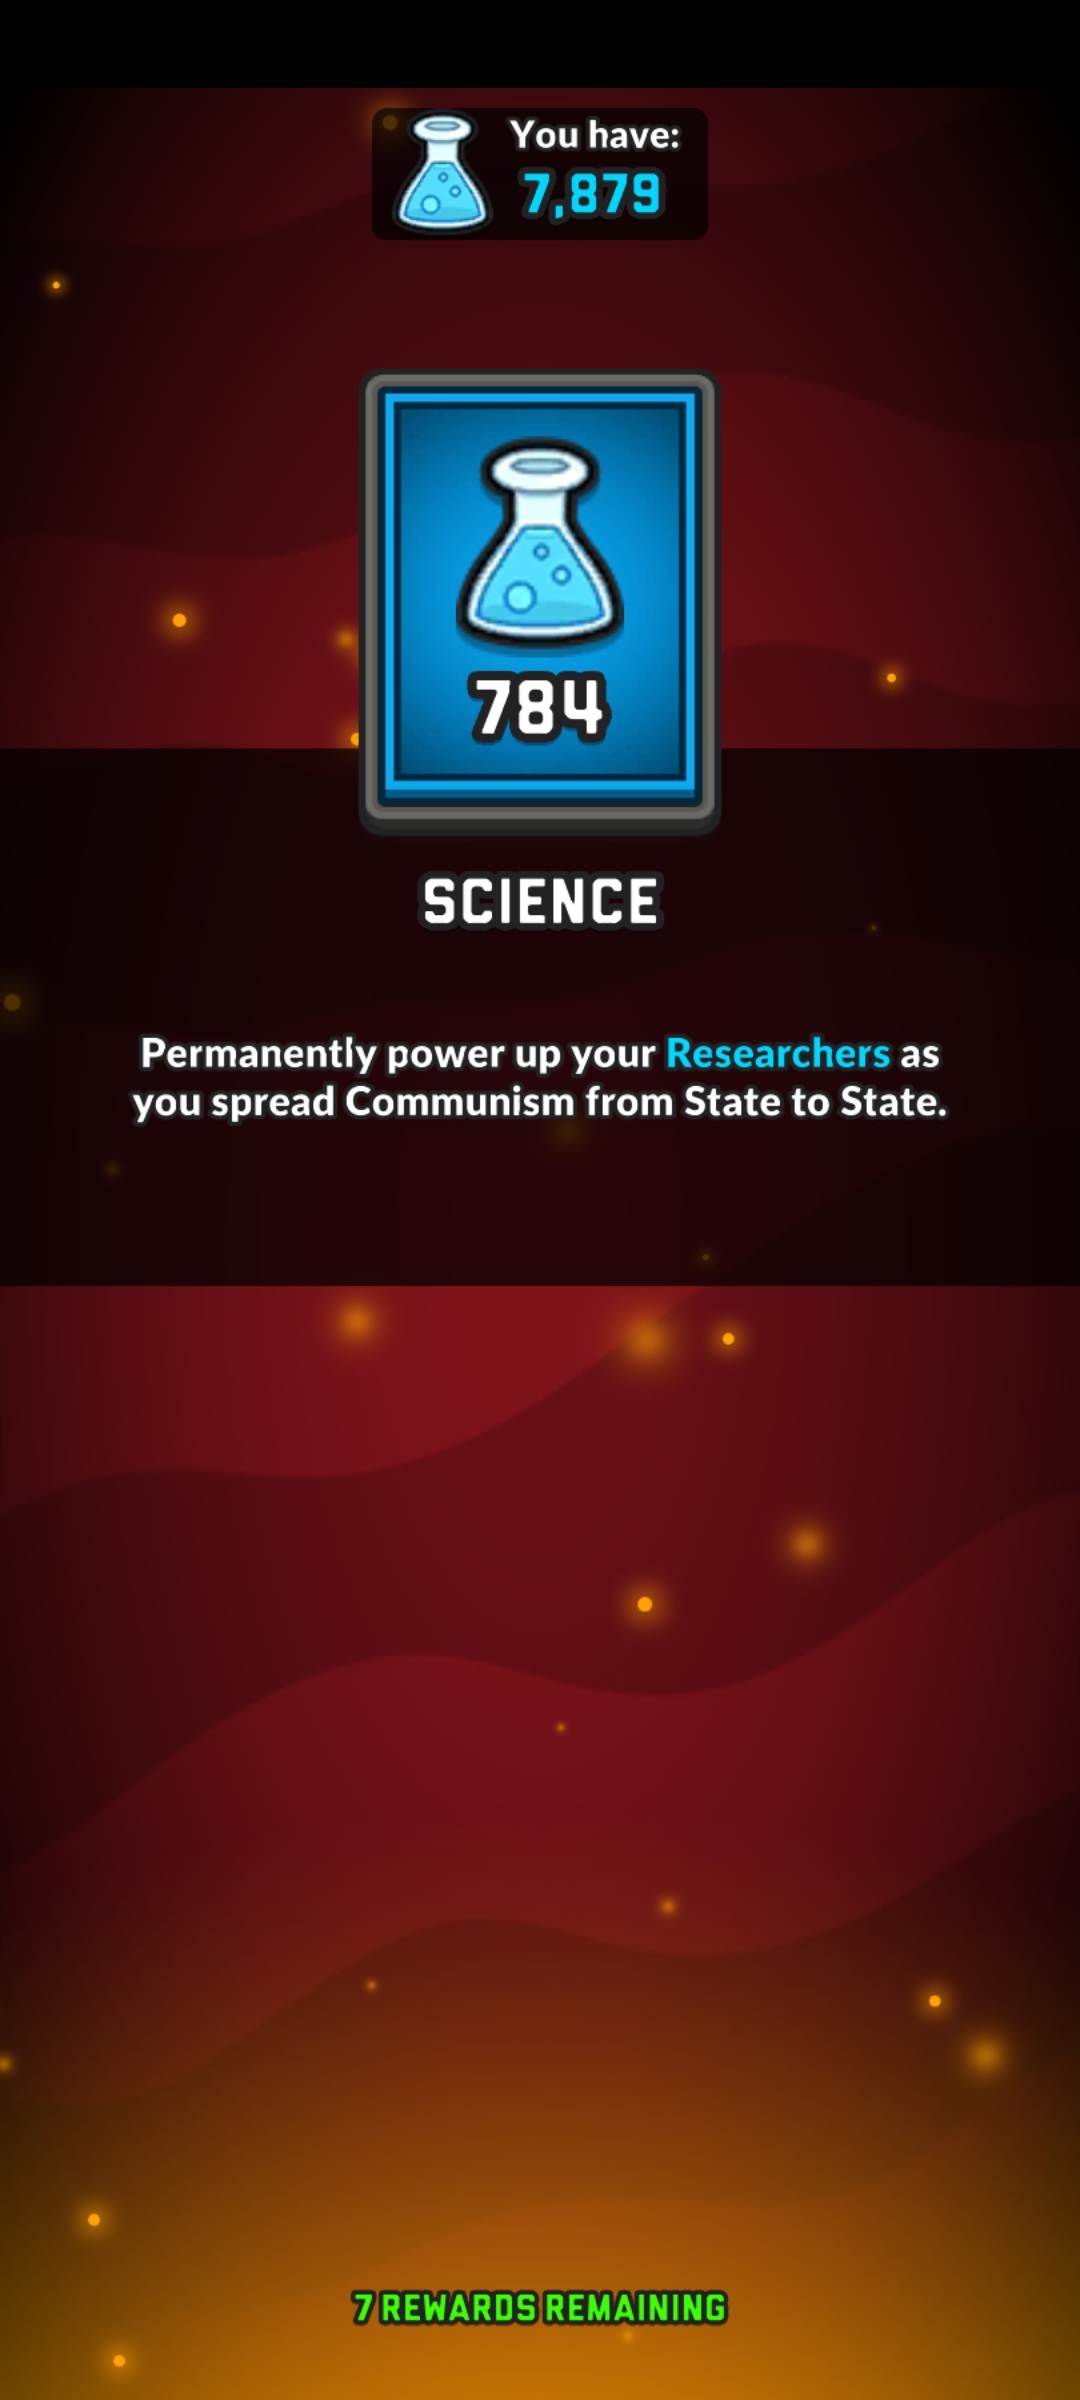 You have:
7,879
784
SCIENCE
Permanently power up your Researchers as
you spread Communism from State to State.
7 REWARDS REMAINING